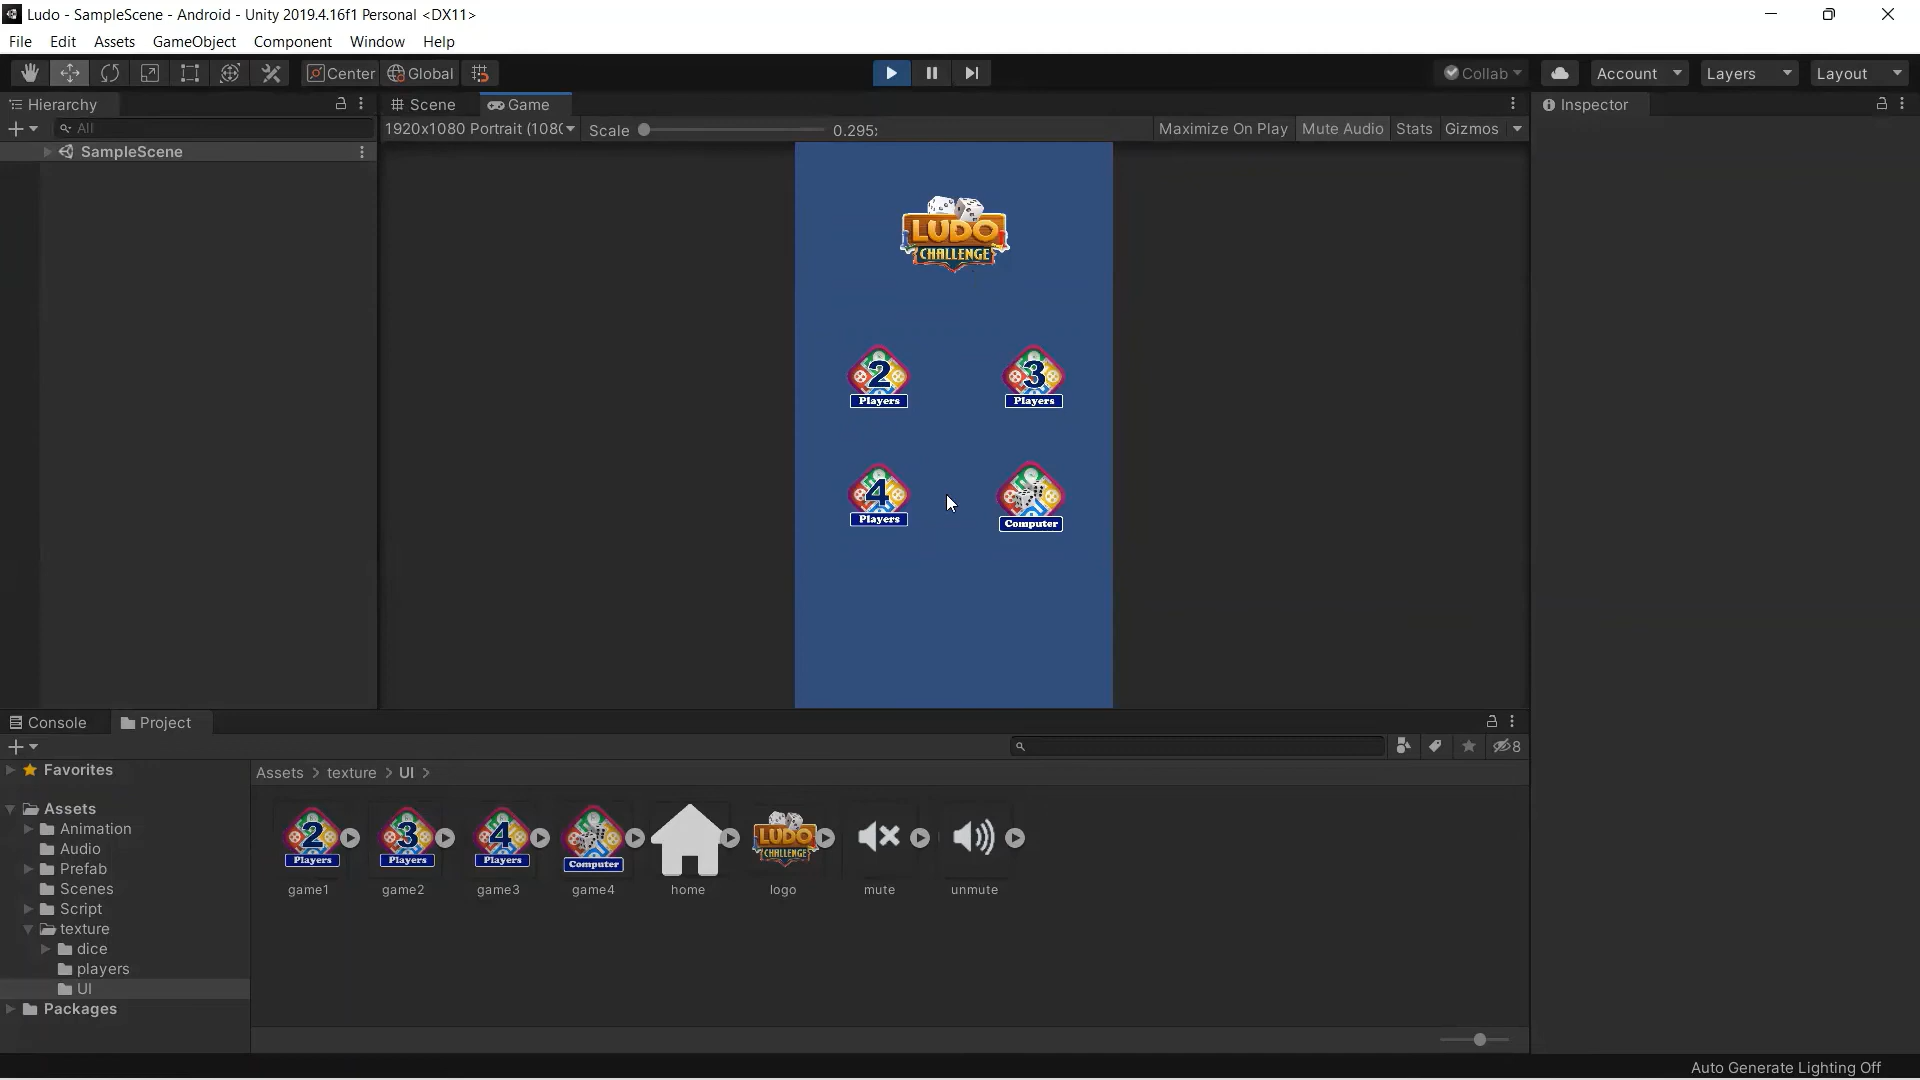 Ludo - SampleScene - Android - Unity 2019.4.16f1 Personal <DX11>
File Edit Assets GameObject Component Window Help
Center Global Collab Account Layers Layout
Hierarchy Scene Game Inspector
All 1920x1080 Portrait (108( Scale 0.295: Maximize On Play Mute Audio Stats Gizmos
SampleScene
LUDO
CHALLENGE
2 3
Players Players
4
Players Computer
Console Project
8
Favorites Assets > texture > UI >
Assets
Animation
Audio
Prefab
Scenes
Script
texture
dice
players
UI
Packages
2 3 4 LUDO
Players Players Players Computer CHALLENGE
game1 game2 game3 game4 home logo mute unmute
Auto Generate Lighting Off